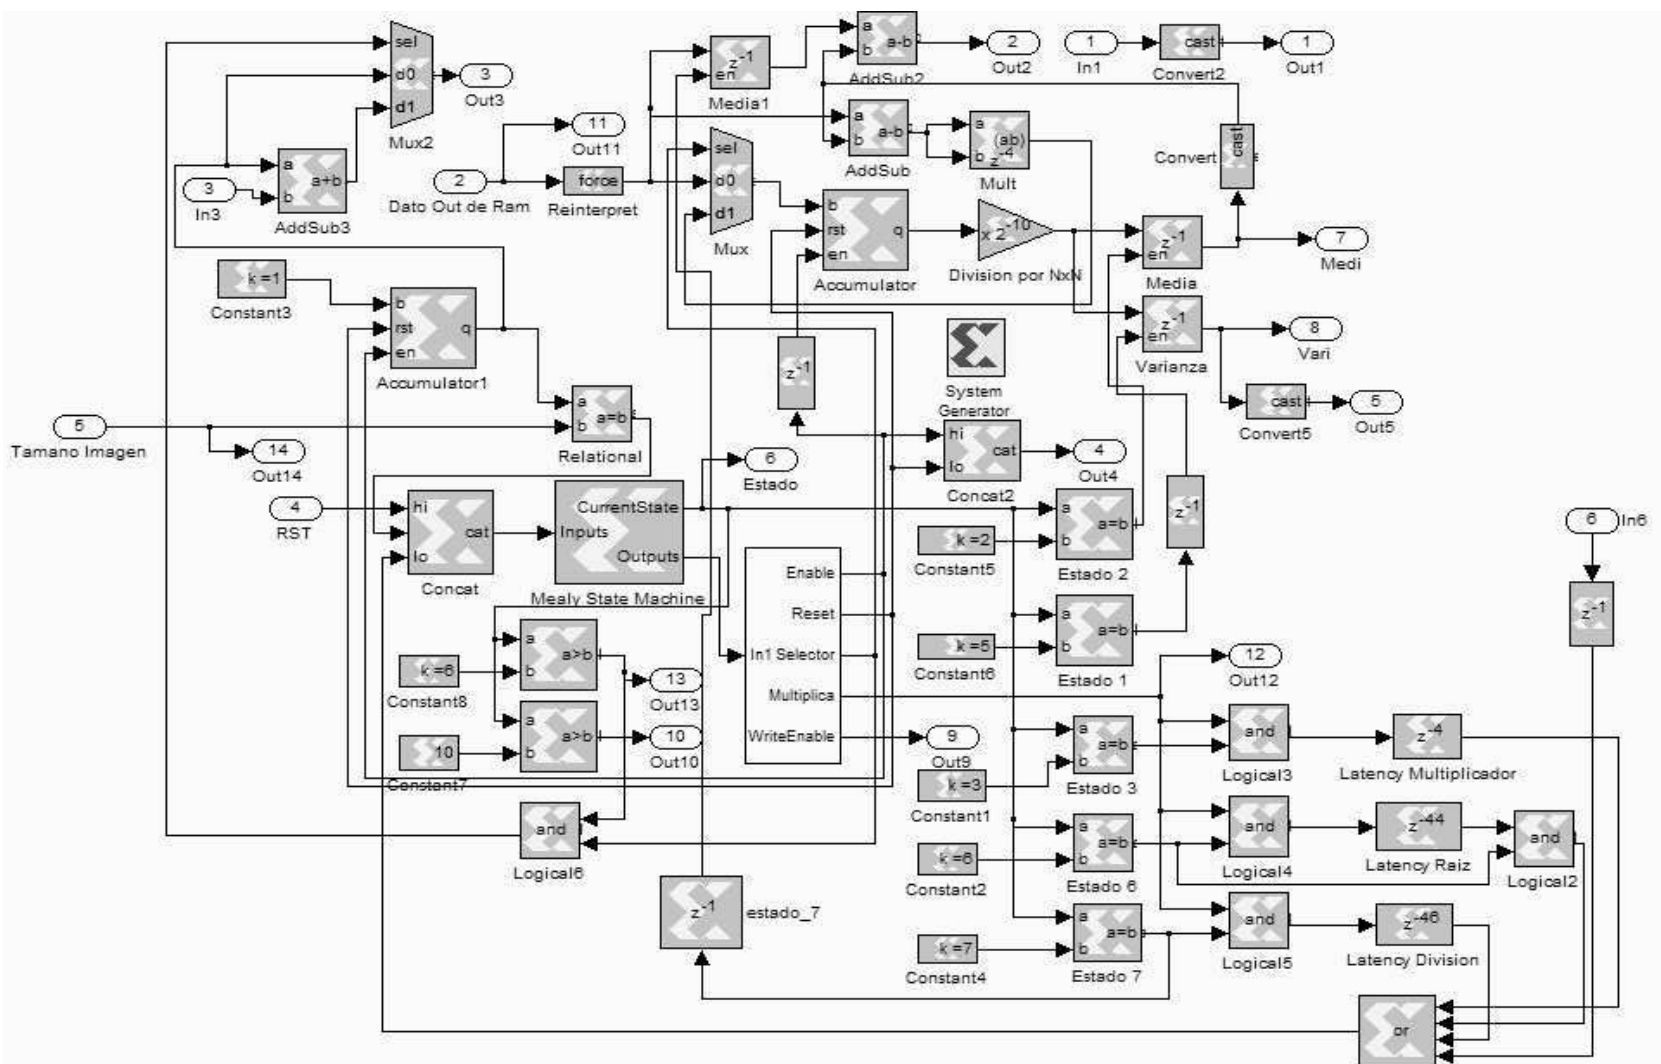 sel
d0
d1
Mux2
3
Out3
a
b
a+b
AddSub3
3
In3
11
Out11
2
Dato Out de Ram
force
Reinterpret
z-1
en
Media1
sel
d0
d1
Mux
a
b
a-b
AddSub2
2
Out2
1
In1
cast
Convert2
1
Out1
a
b
a-b
AddSub
a
b
(ab)
z-4
Mult
cast
Convert
b
rst
en
q
Accumulator
x 2-10
Division por NxN
z-1
en
Media
7
Medi
z-1
en
Varianza
8
Vari
cast
Convert5
5
Out5
k =1
Constant3
b
rst
en
q
Accumulator1
z-1
System
Generator
a
b
a=b
Relational
5
Tamano Imagen
14
Out14
4
RST
hi
lo
cat
Concat
6
Estado
CurrentState
Inputs
Outputs
Mealy State Machine
hi
lo
cat
Concat2
4
Out4
k =2
Constant5
a
b
a=b
Estado 2
z-1
k =5
Constant6
a
b
a=b
Estado 1
6
In6
z-1
Enable
Reset
In1 Selector
Multiplica
WriteEnable
k =6
Constant8
a
b
a>b
13
Out13
10
Constant7
a
b
a>b
10
Out10
9
Out9
12
Out12
k =3
Constant1
a
b
a=b
Estado 3
and
Logical3
z-4
Latency Multiplicador
k =6
Constant2
a
b
a=b
Estado 6
and
Logical4
z-44
Latency Raiz
and
Logical2
and
Logical6
z-1
estado_7
k =7
Constant4
a
b
a=b
Estado 7
and
Logical5
z-46
Latency Division
or